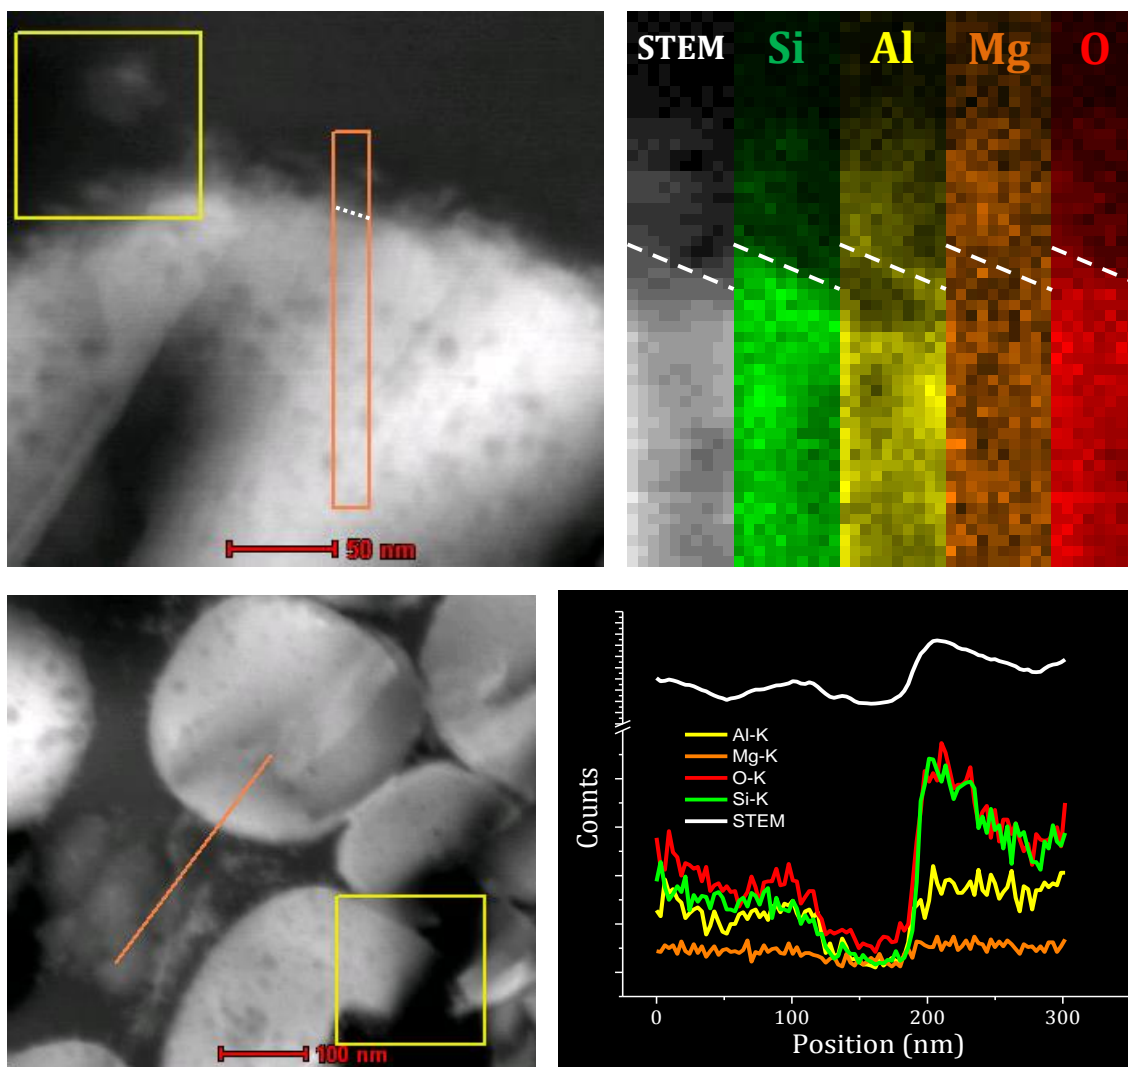 STEM Si Al Mg O
50 nm
100 nm
Al-K
Mg-K
O-K
Si-K
STEM
Counts
0 100 200 300
Position (nm)